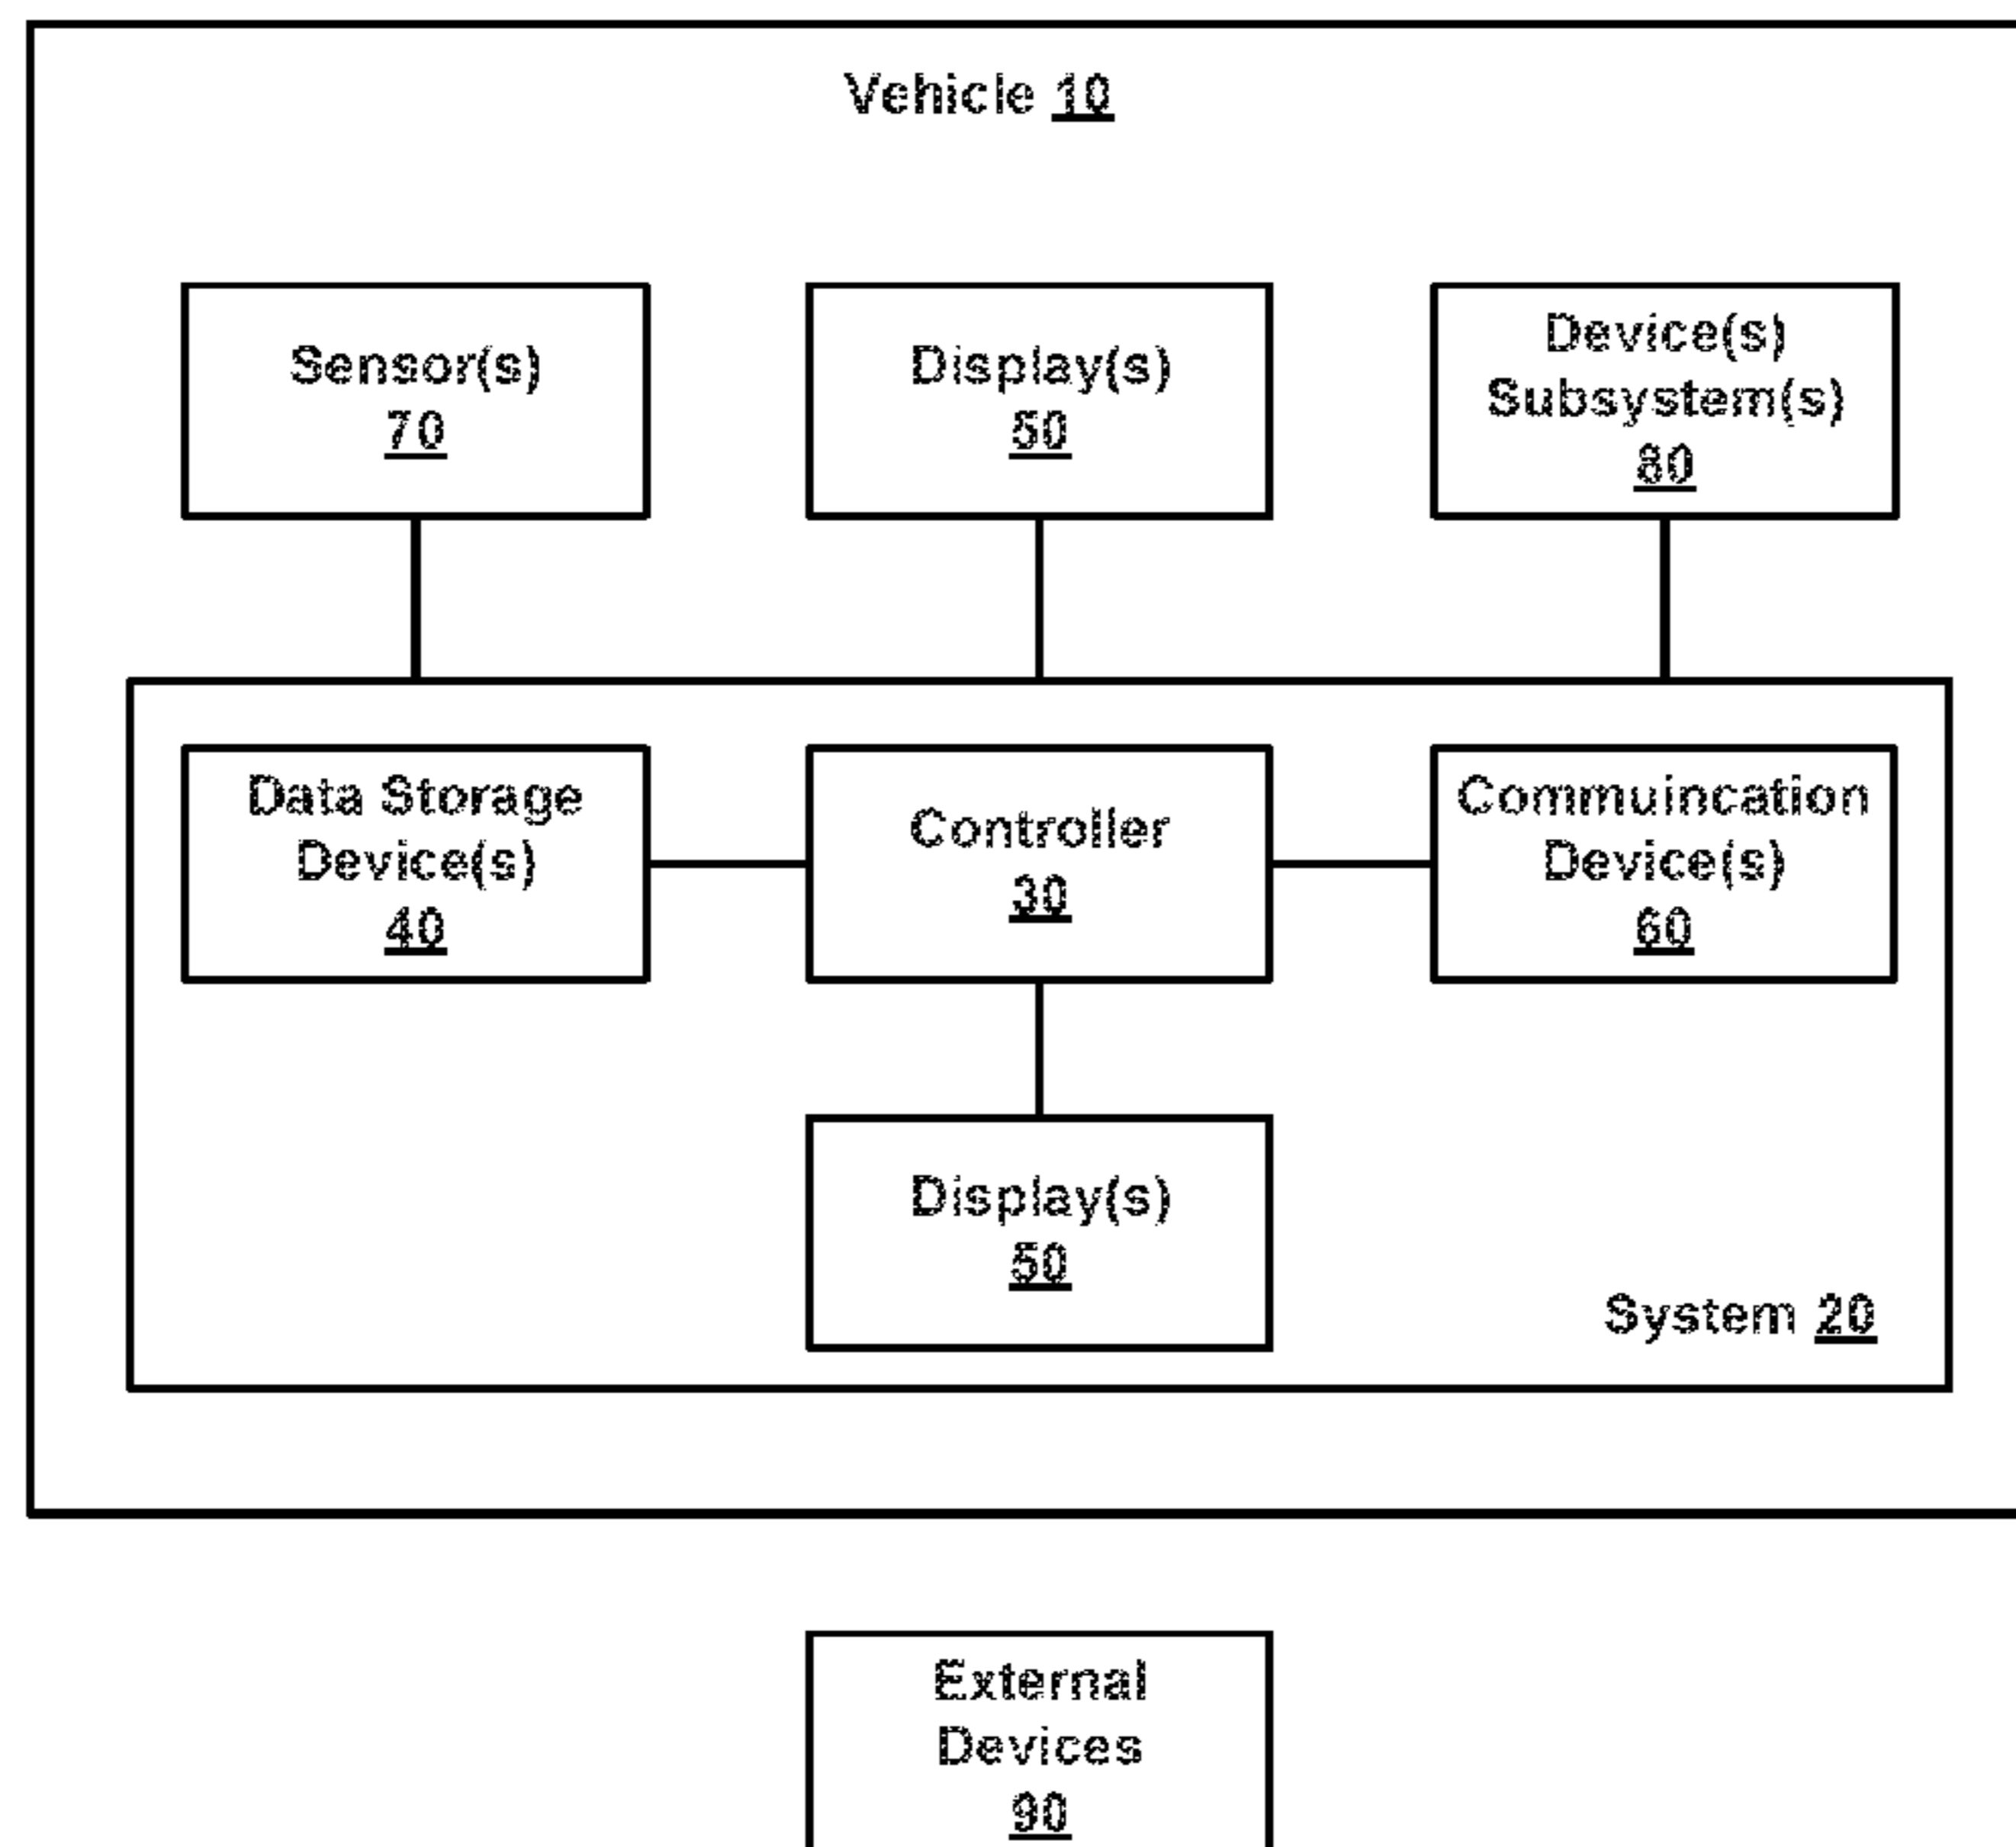 Vehicle 10
Sensor(s)
70
Display(s)
50
Device(s)
Subsystem(s)
80
Data Storage
Device(s)
40
Controller
30
Commuincation
Device(s)
60
Display(s)
50
System 20
External
Devices
90